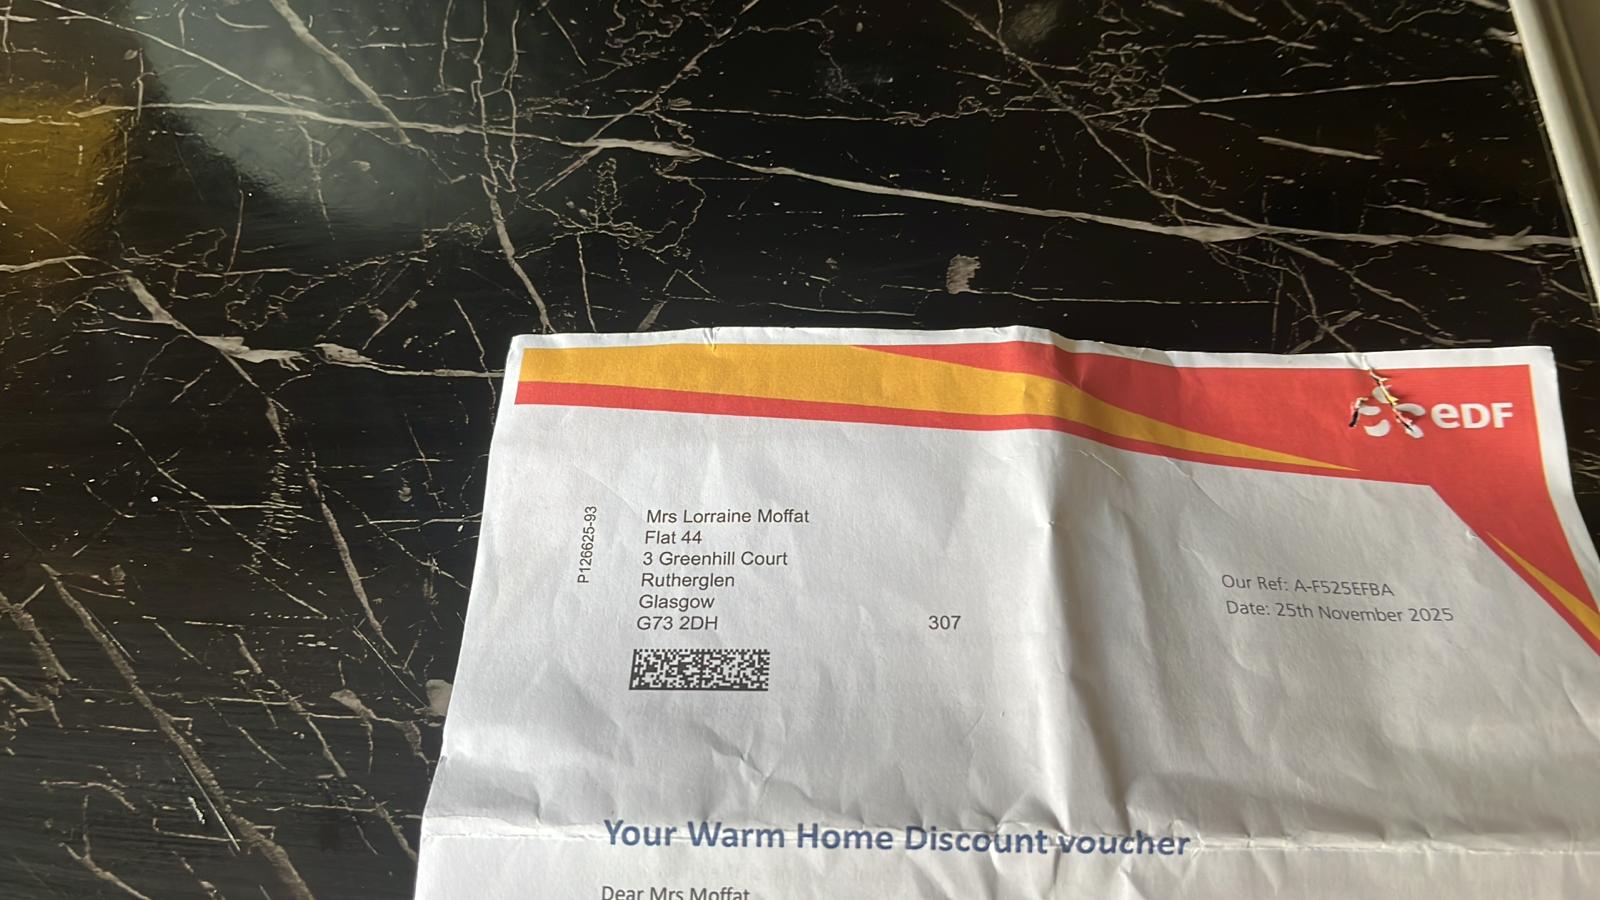 eDF
P126625-93
Mrs Lorraine Moffat
Flat 44
3 Greenhill Court
Rutherglen
Glasgow
G73 2DH
307
Our Ref: A-F525EFBA
Date: 25th November 2025
Your Warm Home Discount voucher
Dear Mrs Moffat